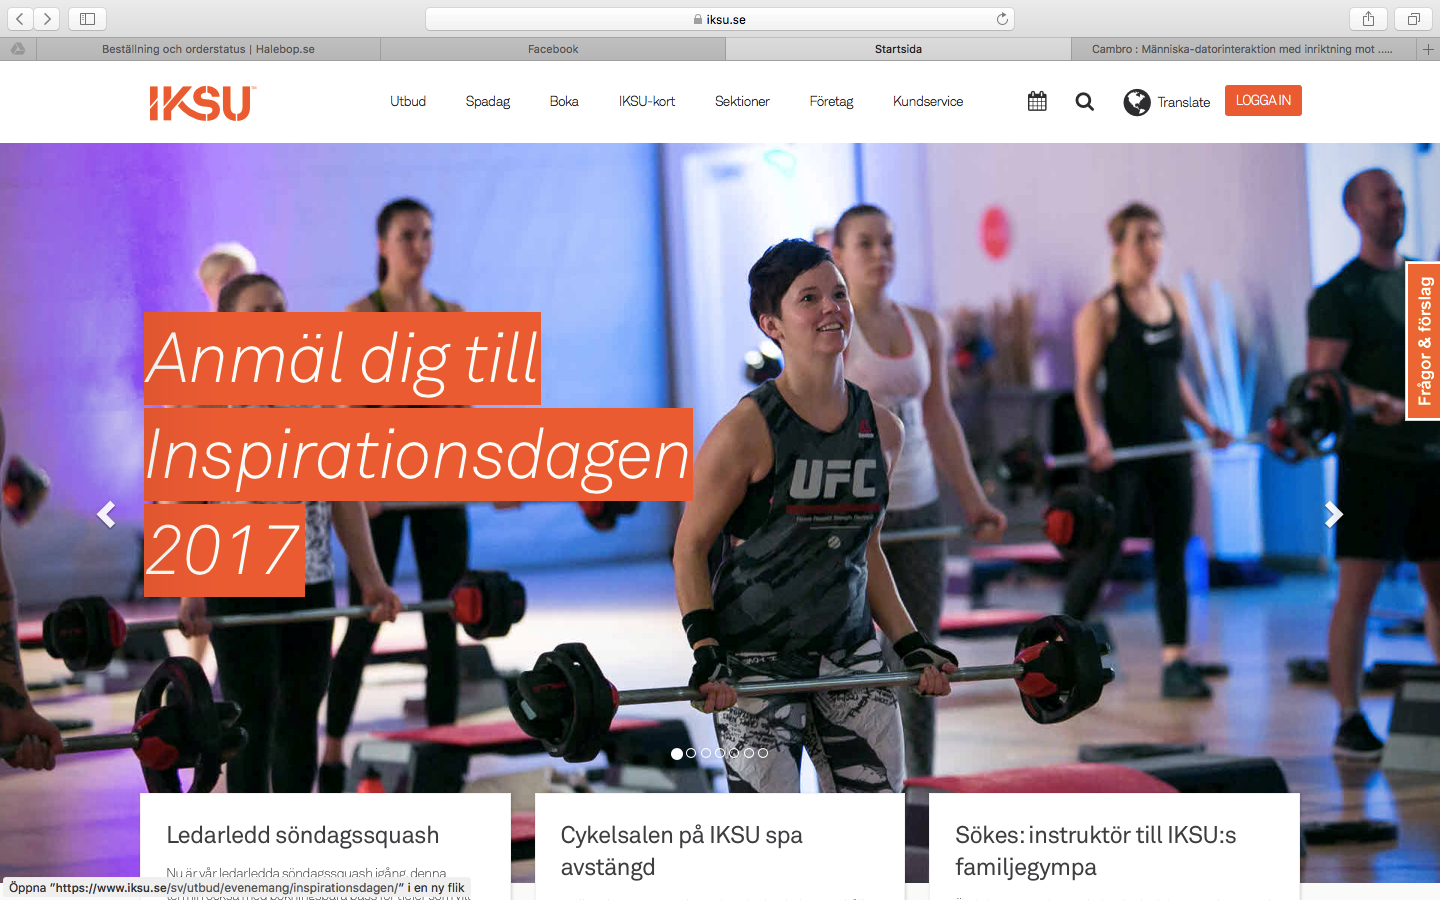 iksu.se
Beställning och orderstatus | Halebop.se
Facebook
Startsida
Cambro : Människa-datorinteraktion med inriktning mot .....
IKSU
Utbud
Spadag
Boka
IKSU-kort
Sektioner
Företag
Kundservice
Translate
LOGGA IN
Frågor & förslag
Anmäl dig till
Inspirationsdagen
2017
UFC
Ledarledd söndagssquash
Nu är vår ledarledda söndagssquash igång, denna
Cykelsalen på IKSU spa
avstängd
Sökes: instruktör till IKSU:s
familjegympa
Öppna "https://www.iksu.se/sv/utbud/evenemang/inspirationsdagen/" i en ny flik